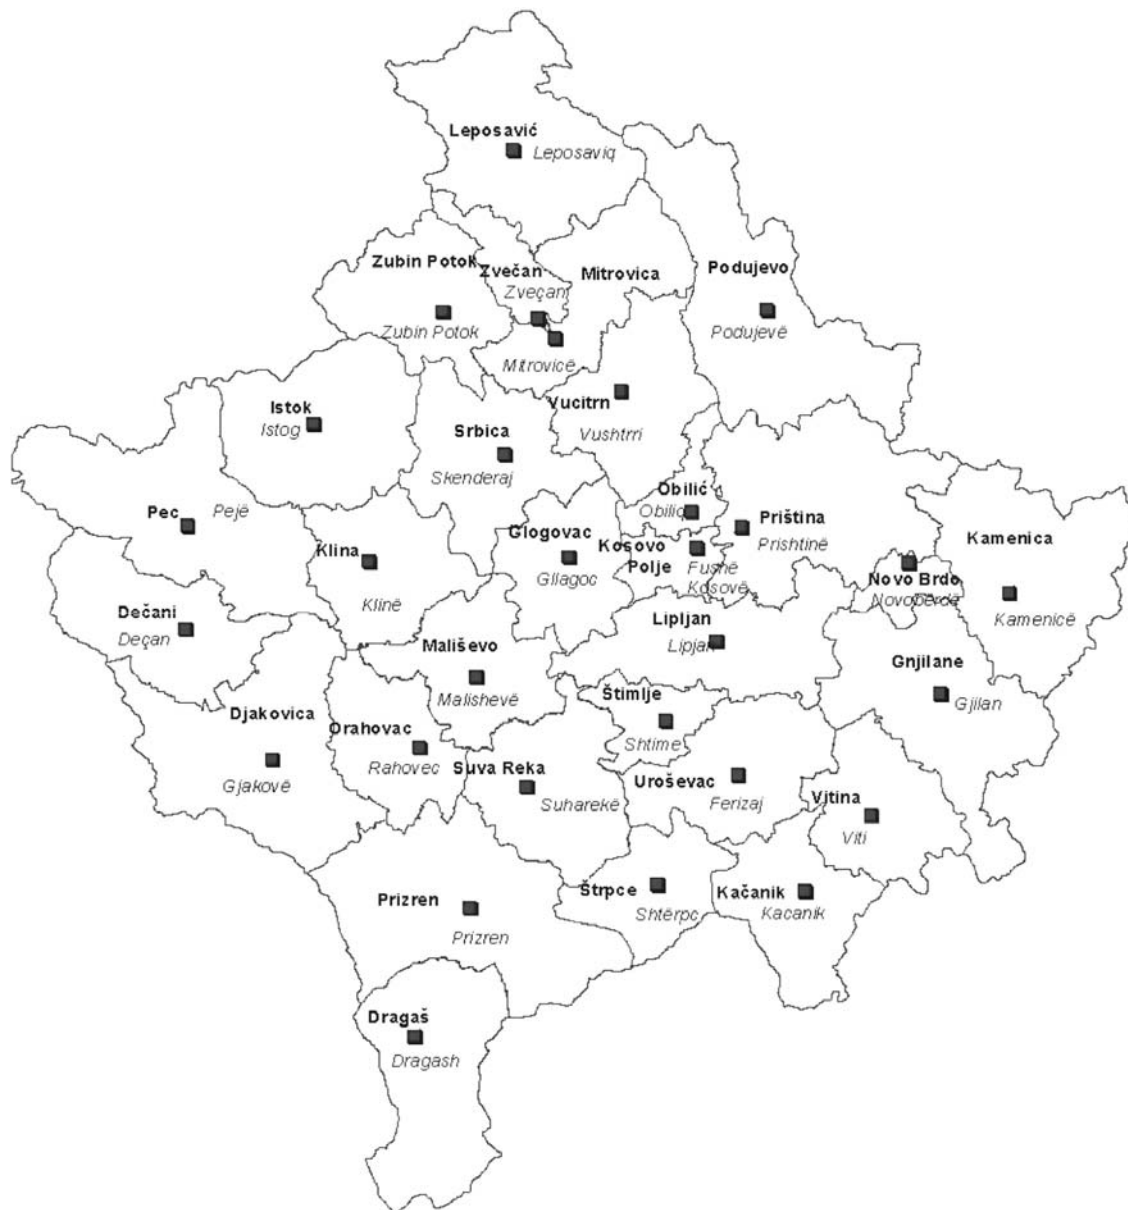 Leposavić
Leposaviq
Zubin Potok
Zubin Potok
Zvečan
Zveçan
Mitrovica
Mitrovicë
Podujevo
Podujevë
Istok
Istog
Srbica
Skenderaj
Vucitrn
Vushtrri
Pec
Pejë
Klina
Klinë
Glogovac
Gllagoc
Obilić
Obiliq
Kosovo
Polje
Fushë
Kosovë
Priština
Prishtinë
Novo Brdo
Novobërdë
Kamenica
Kamenicë
Dečani
Deçan
Mališevo
Malishevë
Lipljan
Lipjan
Gnjilane
Gjilan
Djakovica
Gjakovë
Orahovac
Rahovec
Štimlje
Shtime
Suva Reka
Suharekë
Uroševac
Ferizaj
Vitina
Viti
Prizren
Prizren
Štrpce
Shtërpc
Kačanik
Kacanik
Dragaš
Dragash